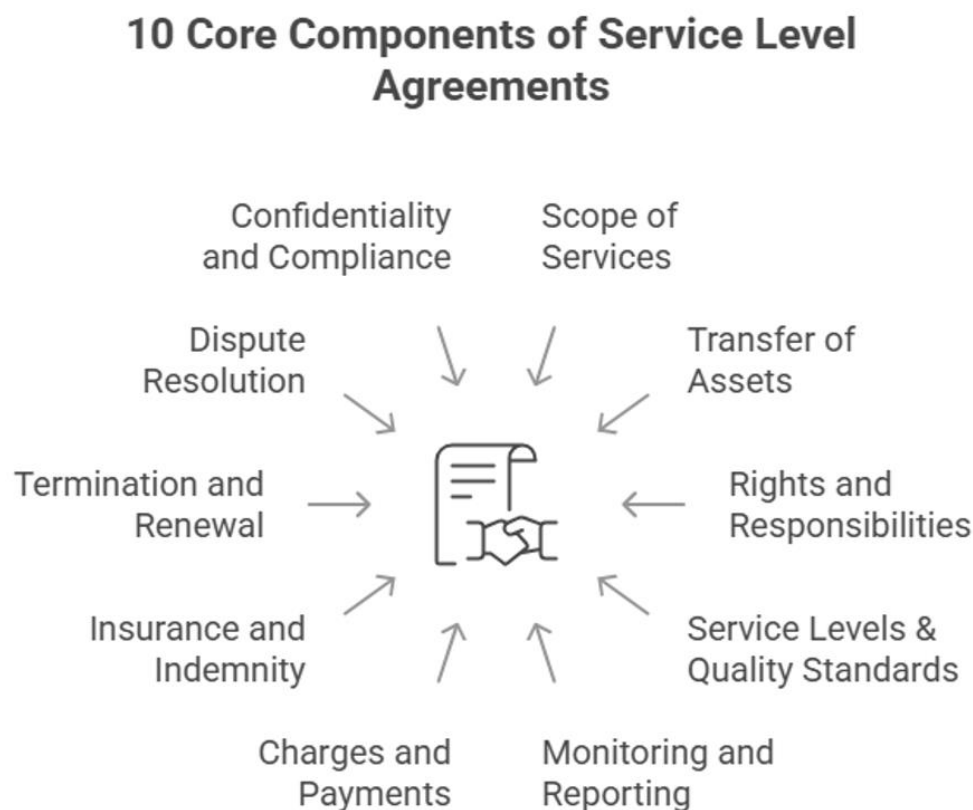 10 Core Components of Service Level
Agreements
Confidentiality
and Compliance
Scope of
Services
Dispute
Resolution
Transfer of
Assets
Termination and
Renewal
Rights and
Responsibilities
Insurance and
Indemnity
Service Levels &
Quality Standards
Charges and
Payments
Monitoring and
Reporting